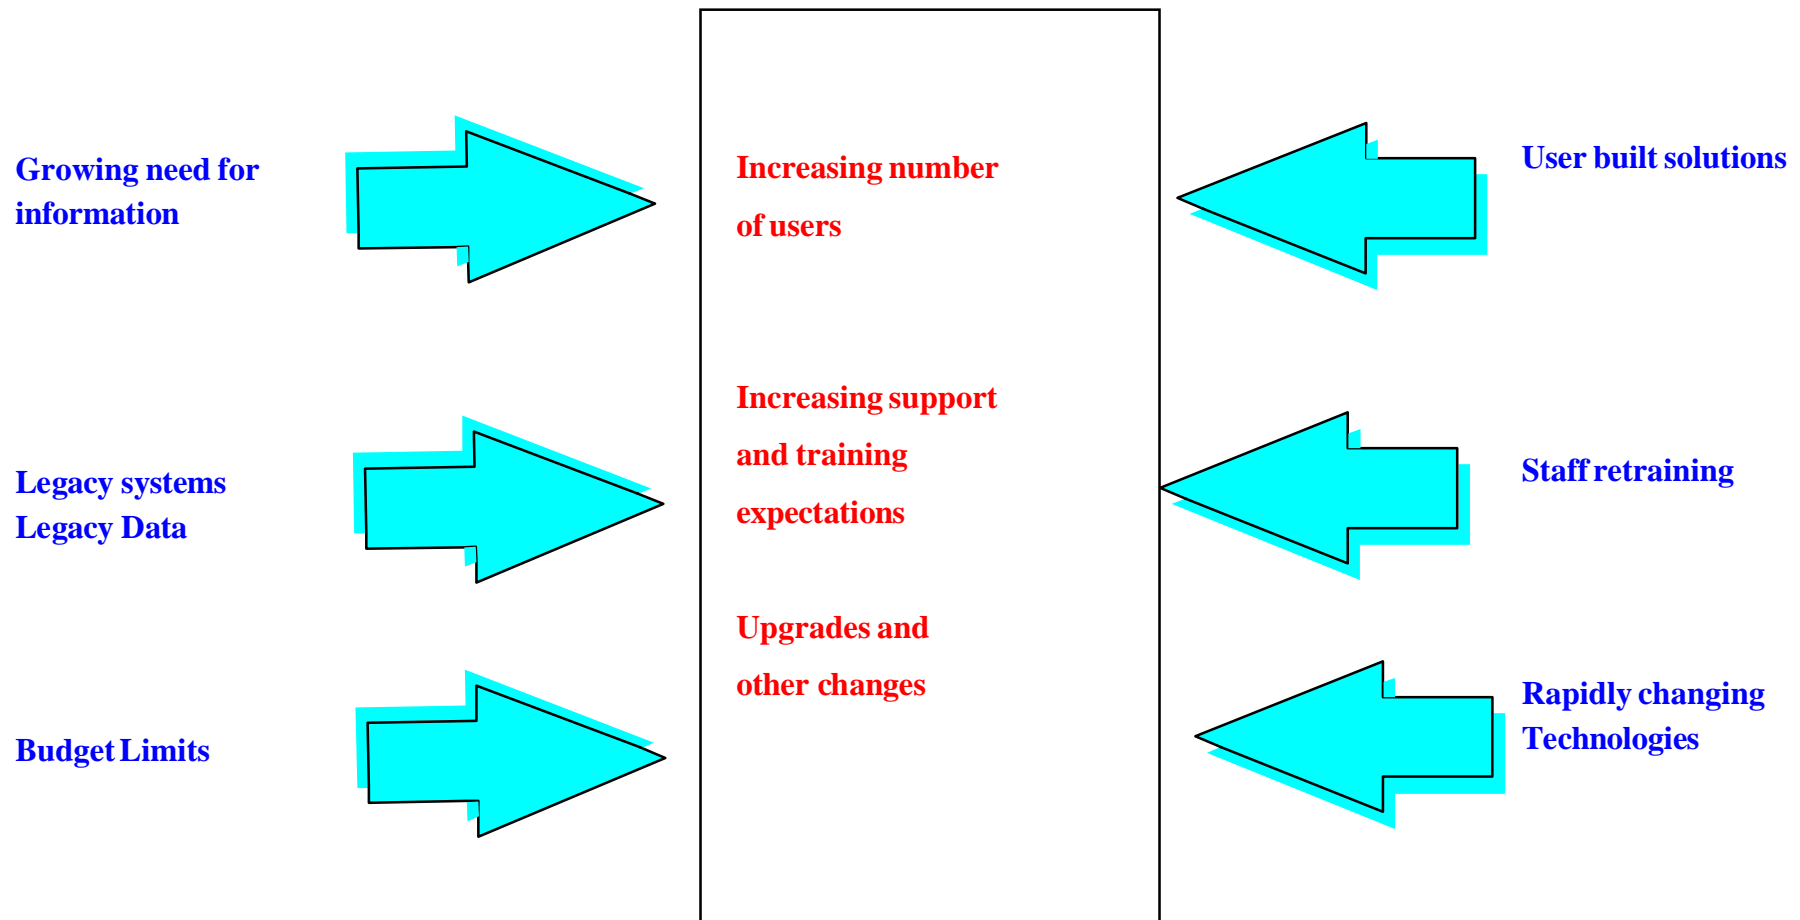 Growing need for
information
Legacy systems
Legacy Data
Budget Limits
Increasing number
of users
Increasing support
and training
expectations
Upgrades and
other changes
User built solutions
Staff retraining
Rapidly changing
Technologies